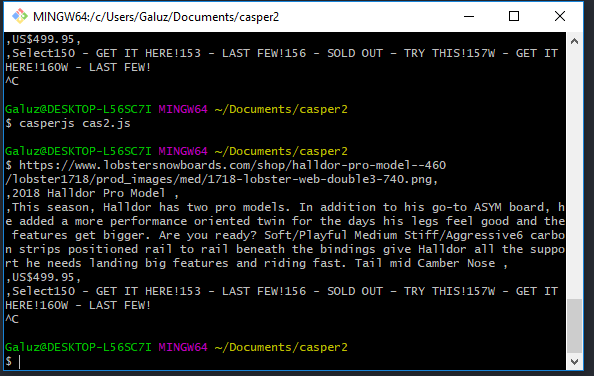 MINGW64:/c/Users/Galuz/Documents/casper2
,US$499.95,
,Select150 - GET IT HERE!153 - LAST FEW!156 - SOLD OUT - TRY THIS!157W - GET IT
HERE!160W - LAST FEW!
^C
Galuz@DESKTOP-L56SC7I MINGW64 ~/Documents/casper2
$ casperjs cas2.js
Galuz@DESKTOP-L56SC7I MINGW64 ~/Documents/casper2
$ https://www.lobstersnowboards.com/shop/halldor-pro-model--460
/lobster1718/prod_images/med/1718-lobster-web-double3-740.png,
,2018 Halldor Pro Model ,
,This season, Halldor has two pro models. In addition to his go-to ASYM board, h
e added a more performance oriented twin for the days his legs feel good and the
features get bigger. Are you ready? Soft/Playful Medium Stiff/Aggressive6 carbo
n strips positioned rail to rail beneath the bindings give Halldor all the suppo
rt he needs landing big features and riding fast. Tail mid Camber Nose ,
,US$499.95,
,Select150 - GET IT HERE!153 - LAST FEW!156 - SOLD OUT - TRY THIS!157W - GET IT
HERE!160W - LAST FEW!
^C
Galuz@DESKTOP-L56SC7I MINGW64 ~/Documents/casper2
$